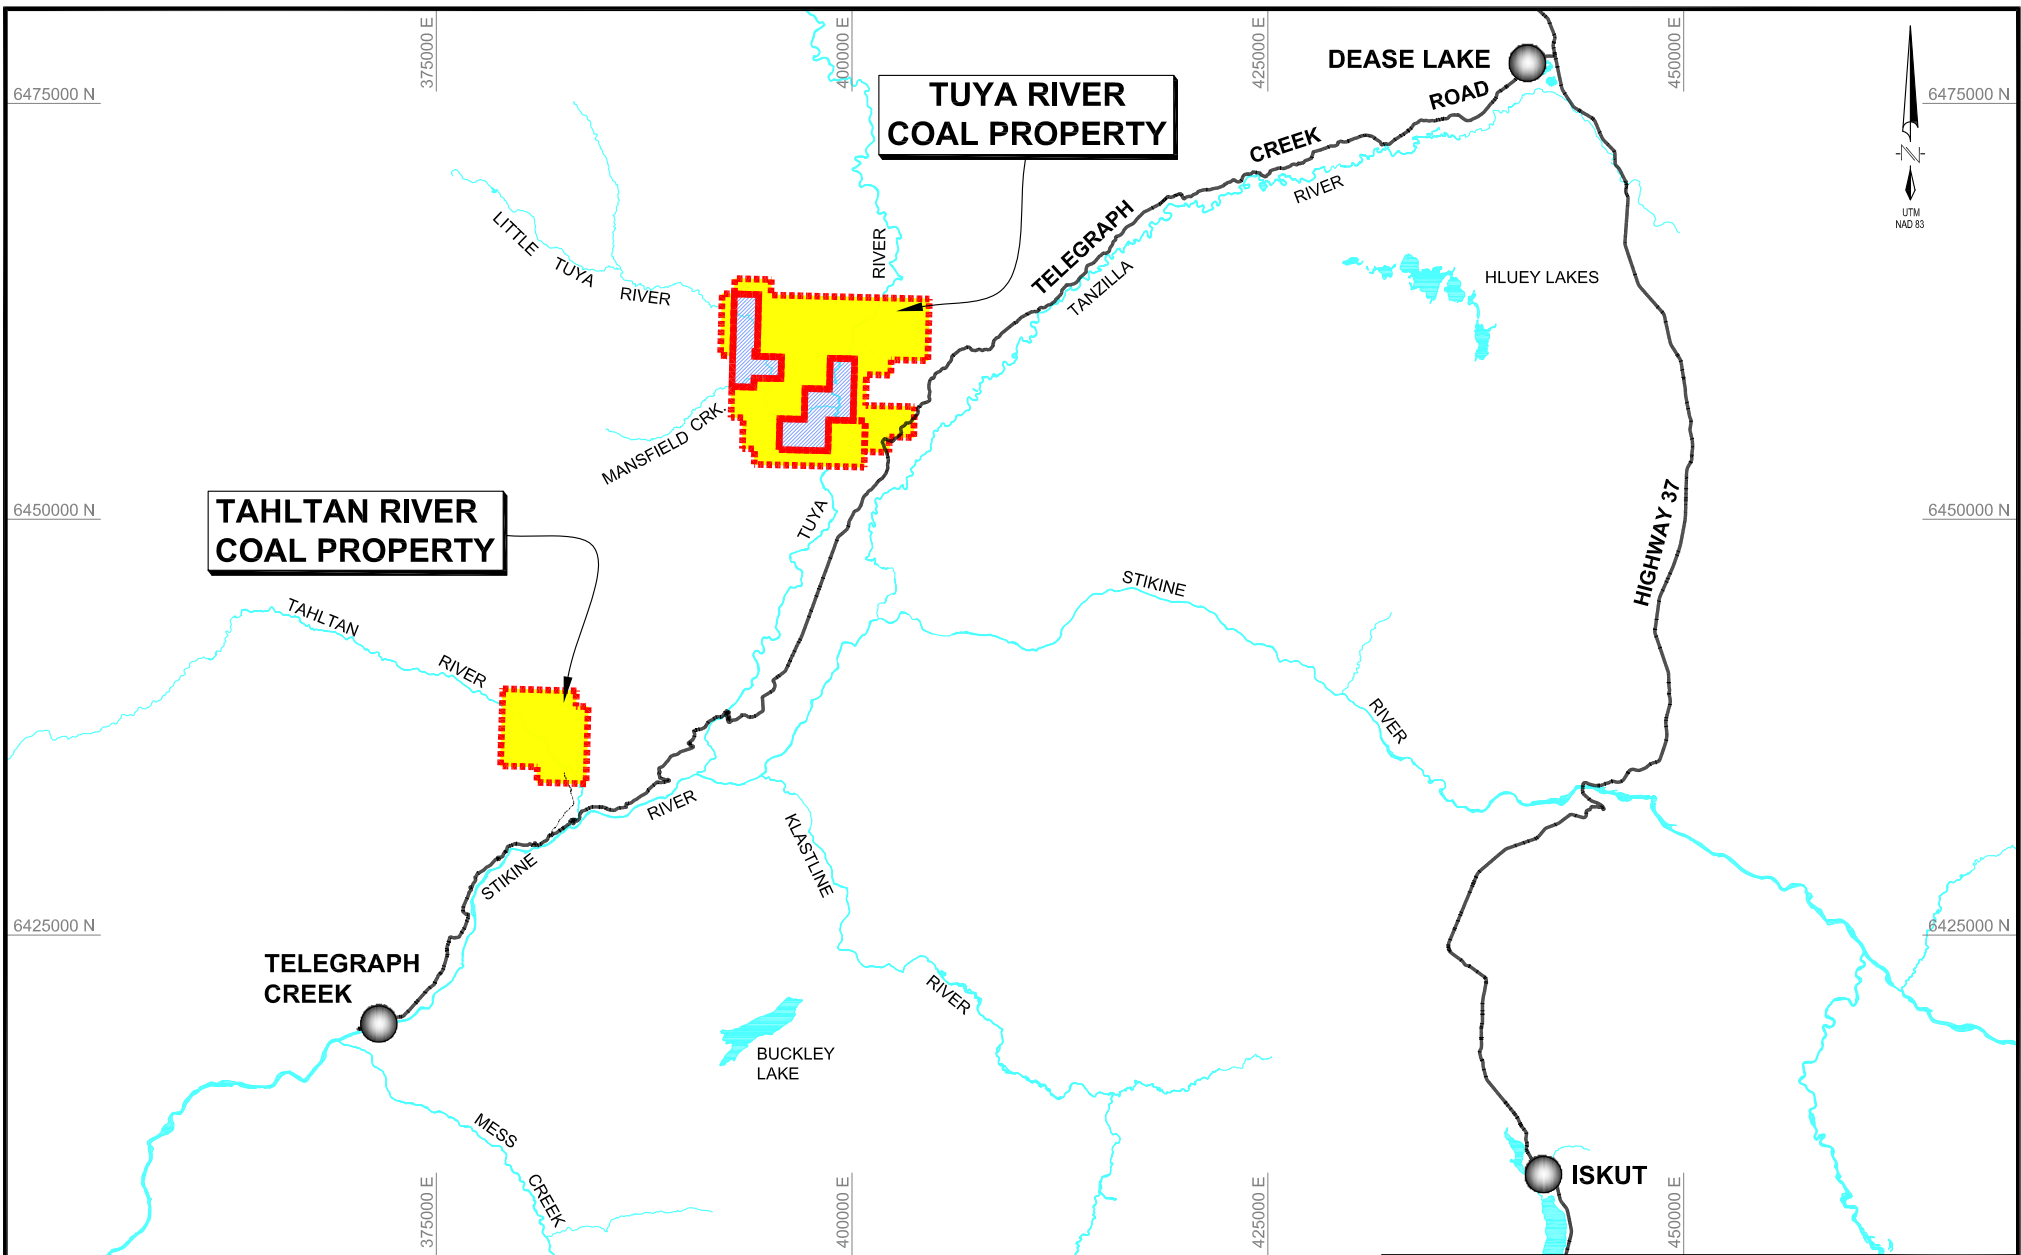 375000 E
400000 E
425000 E
450000 E
DEASE LAKE
6475000 N
6475000 N
TUYA RIVER
COAL PROPERTY
TELEGRAPH CREEK ROAD
TANZILLA RIVER
N
UTM
NAD 83
LITTLE TUYA RIVER
RIVER
HLUEY LAKES
MANSFIELD CRK.
TUYA
6450000 N
6450000 N
TAHLTAN RIVER
COAL PROPERTY
HIGHWAY 37
STIKINE
RIVER
TAHLTAN
RIVER
RIVER
STIKINE
KLASTLINE
RIVER
6425000 N
6425000 N
TELEGRAPH
CREEK
BUCKLEY
LAKE
MESS
CREEK
ISKUT
375000 E
400000 E
425000 E
450000 E